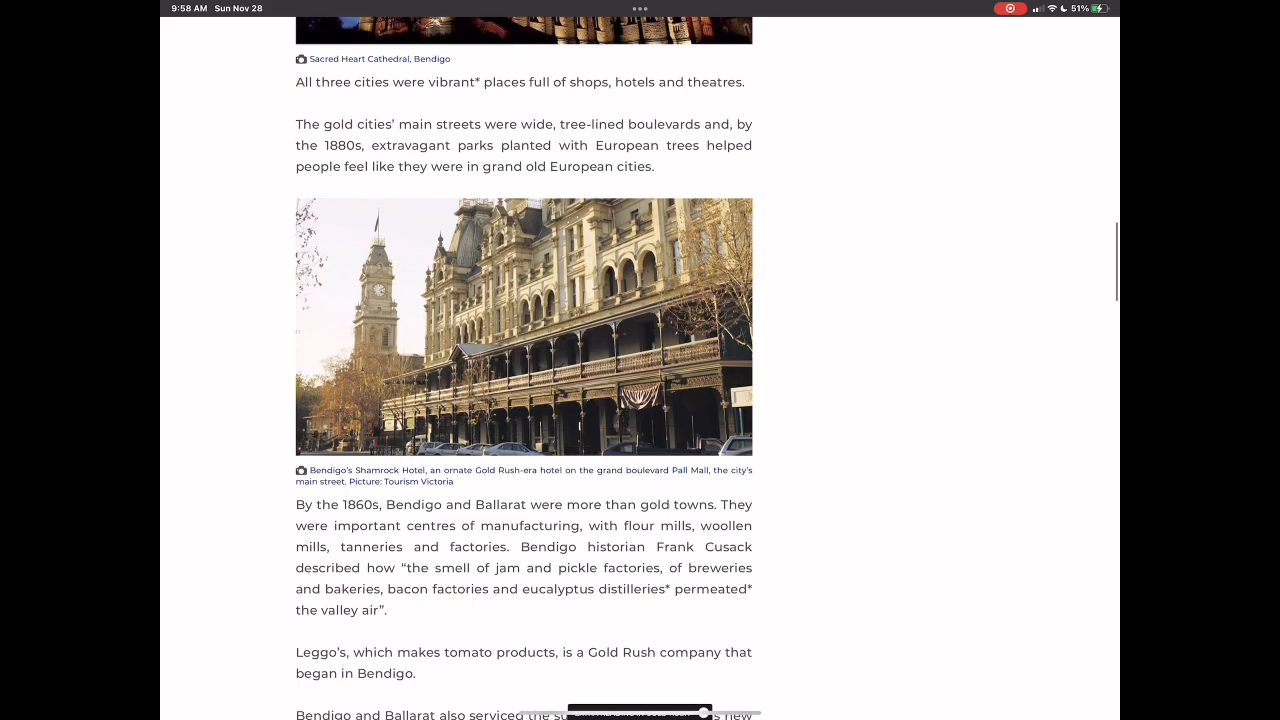 9:58 AM Sun Nov 28
51%
Sacred Heart Cathedral, Bendigo
All three cities were vibrant* places full of shops, hotels and theatres.
The gold cities’ main streets were wide, tree-lined boulevards and, by
the 1880s, extravagant parks planted with European trees helped
people feel like they were in grand old European cities.
Bendigo’s Shamrock Hotel, an ornate Gold Rush-era hotel on the grand boulevard Pall Mall, the city’s
main street. Picture: Tourism Victoria
By the 1860s, Bendigo and Ballarat were more than gold towns. They
were important centres of manufacturing, with flour mills, woollen
mills, tanneries and factories. Bendigo historian Frank Cusack
described how “the smell of jam and pickle factories, of breweries
and bakeries, bacon factories and eucalyptus distilleries* permeated*
the valley air”.
Leggo’s, which makes tomato products, is a Gold Rush company that
began in Bendigo.
Bendigo and Ballarat also serviced the new